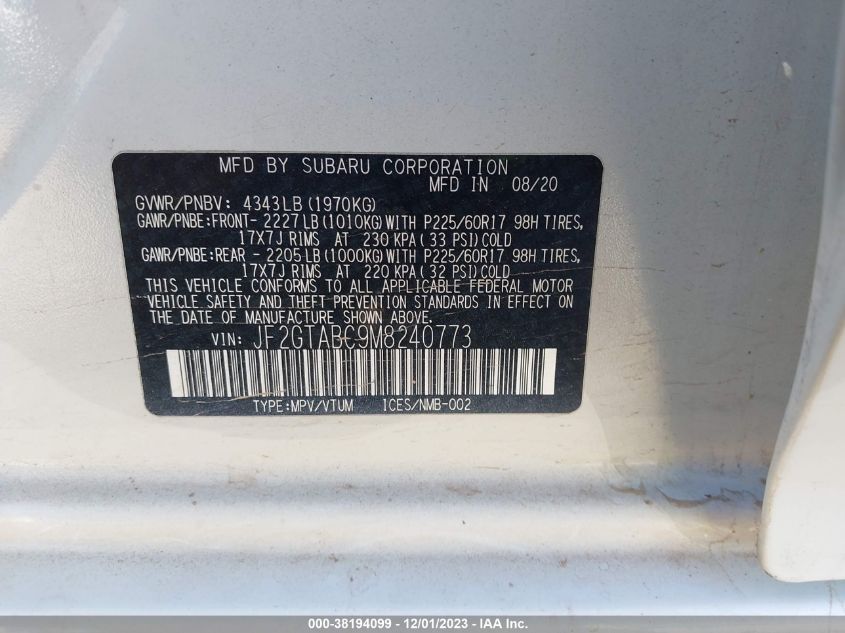 MFD BY SUBARU CORPORATION
MFD IN 08/20
GVWR/PNBV: 4343LB(1970KG)
GAWR/PNBE:FRONT- 2227LB(1010KG)WITH P225/60R17 98H TIRES,
17X7J RIMS AT 230 KPA(33 PSI)COLD
GAWR/PNBE:REAR - 2205LB(1000KG)WITH P225/60R17 98H TIRES,
17X7J RIMS AT 220 KPA(32 PSI)COLD
THIS VEHICLE CONFORMS TO ALL APPLICABLE FEDERAL MOTOR
VEHICLE SAFETY AND THEFT PREVENTION STANDARDS IN EFFECT ON
THE DATE OF MANUFACTURE SHOWN ABOVE.
VIN: JF2GTABC9M8240773
TYPE:MPV/VTUM ICES/NMB-002
000-38194099 - 12/01/2023 - IAA Inc.